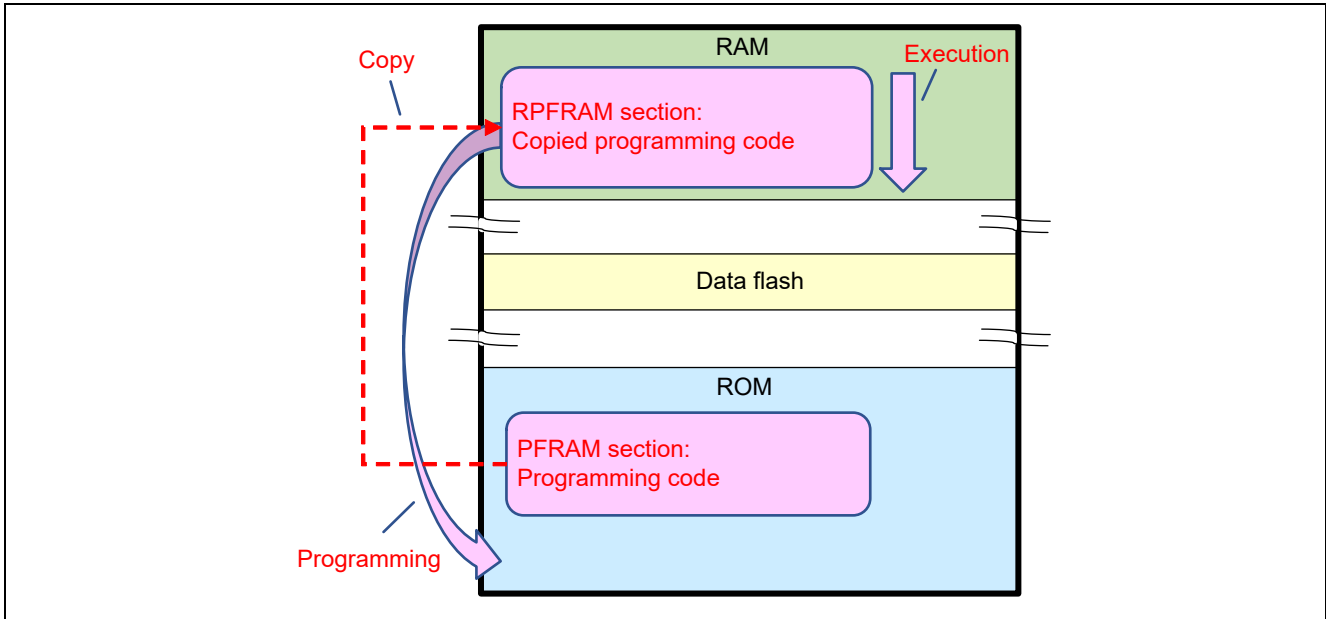 RAM
Copy
Execution
RPFRAM section:
Copied programming code
Data flash
ROM
PFRAM section:
Programming code
Programming